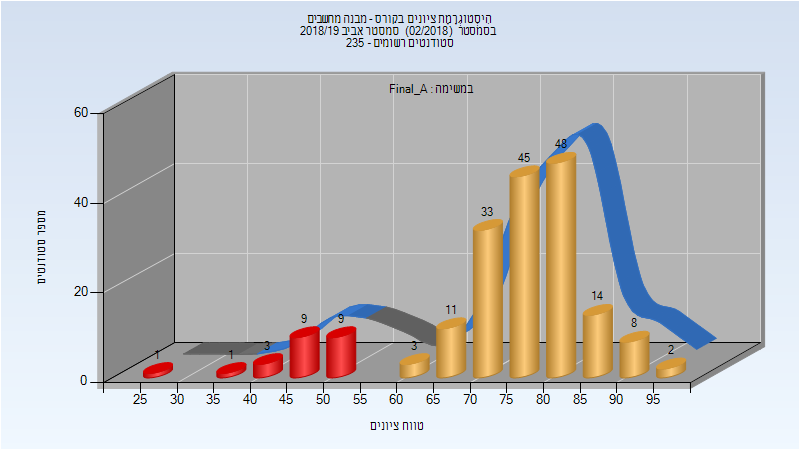 היסטוגרמת ציונים בקורס - מבנה מחשבים
בסמסטר (02/2018) סמסטר אביב 2018/19
סטודנטים רשומים - 235
במשימה : Final_A
מספר סטודנטים
60
40
20
0
1
1
3
9
9
3
11
33
45
48
14
8
2
25 30 35 40 45 50 55 60 65 70 75 80 85 90 95
טווח ציונים